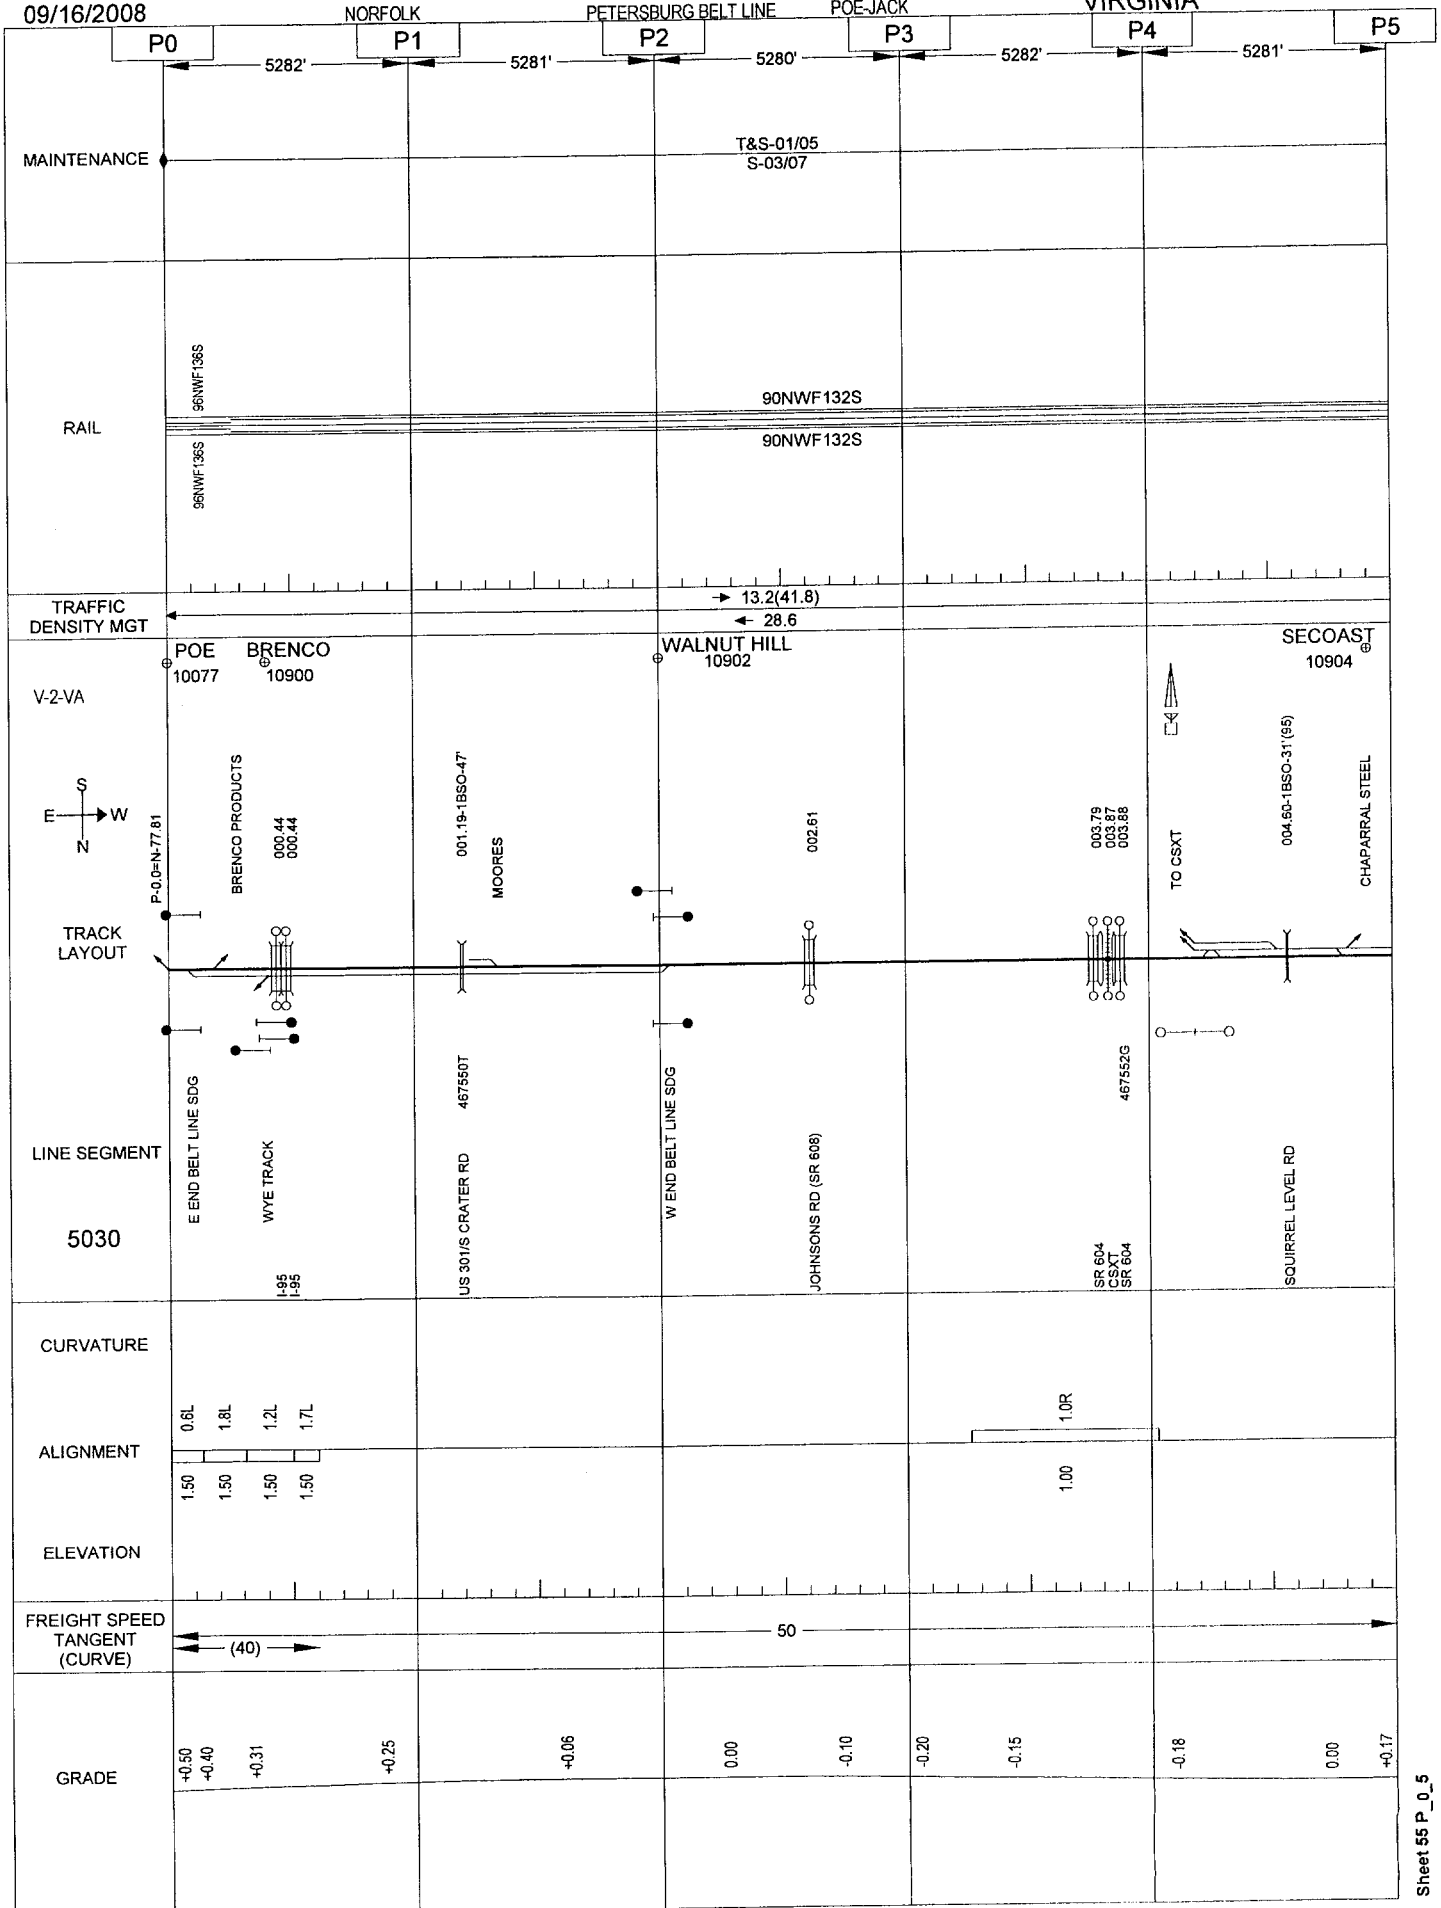 09/16/2008
NORFOLK
PETERSBURG BELT LINE
POE-JACK
VIRGINIA
P0
P1
P2
P3
P4
P5
5282'
5281'
5280'
5282'
5281'
MAINTENANCE
T&S-01/05
S-03/07
RAIL
96NWF136S
96NWF136S
90NWF132S
90NWF132S
TRAFFIC
DENSITY MGT
13.2(41.8)
28.6
POE
10077
BRENCO
10900
WALNUT HILL
10902
SECOAST
10904
V-2-VA
S
E W
N
P-0.0=N-77.81
BRENCO PRODUCTS
000.44
000.44
001.19-1BSO-47'
MOORES
002.61
003.79
003.87
003.88
TO CSXT
004.60-1BSO-31'(95)
CHAPARRAL STEEL
TRACK
LAYOUT
LINE SEGMENT
5030
E END BELT LINE SDG
WYE TRACK
I-95
I-95
US 301/S CRATER RD
467550T
W END BELT LINE SDG
JOHNSONS RD (SR 608)
467552G
SR 604
CSXT
SR 604
SQUIRREL LEVEL RD
CURVATURE
ALIGNMENT
0.6L
1.8L
1.2L
1.7L
1.0R
1.50
1.50
1.50
1.50
1.00
ELEVATION
FREIGHT SPEED
TANGENT
(CURVE)
50
(40)
GRADE
+0.50
+0.40
+0.31
+0.25
+0.06
0.00
-0.10
-0.20
-0.15
-0.18
0.00
+0.17
Sheet 55 P_0_5